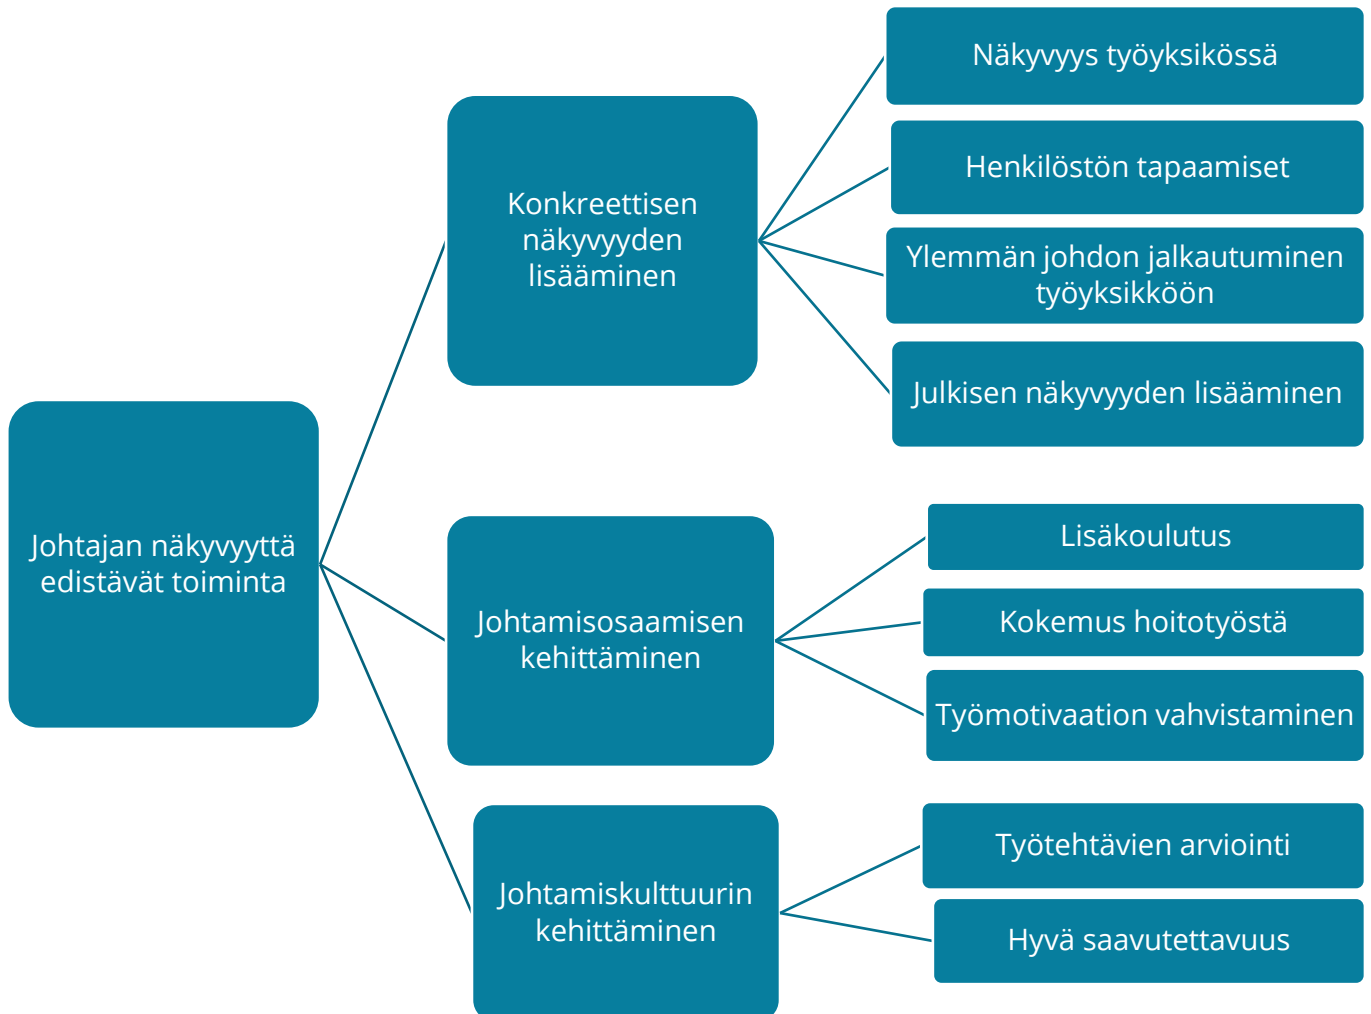 Johtajan näkyvyyttä
edistävät toiminta
Konkreettisen
näkyvyyden
lisääminen
Näkyvyys työyksikössä
Henkilöstön tapaamiset
Ylemmän johdon jalkautuminen
työyksikköön
Julkisen näkyvyyden lisääminen
Johtamisosaamisen
kehittäminen
Lisäkoulutus
Kokemus hoitotyöstä
Työmotivaation vahvistaminen
Johtamiskulttuurin
kehittäminen
Työtehtävien arviointi
Hyvä saavutettavuus